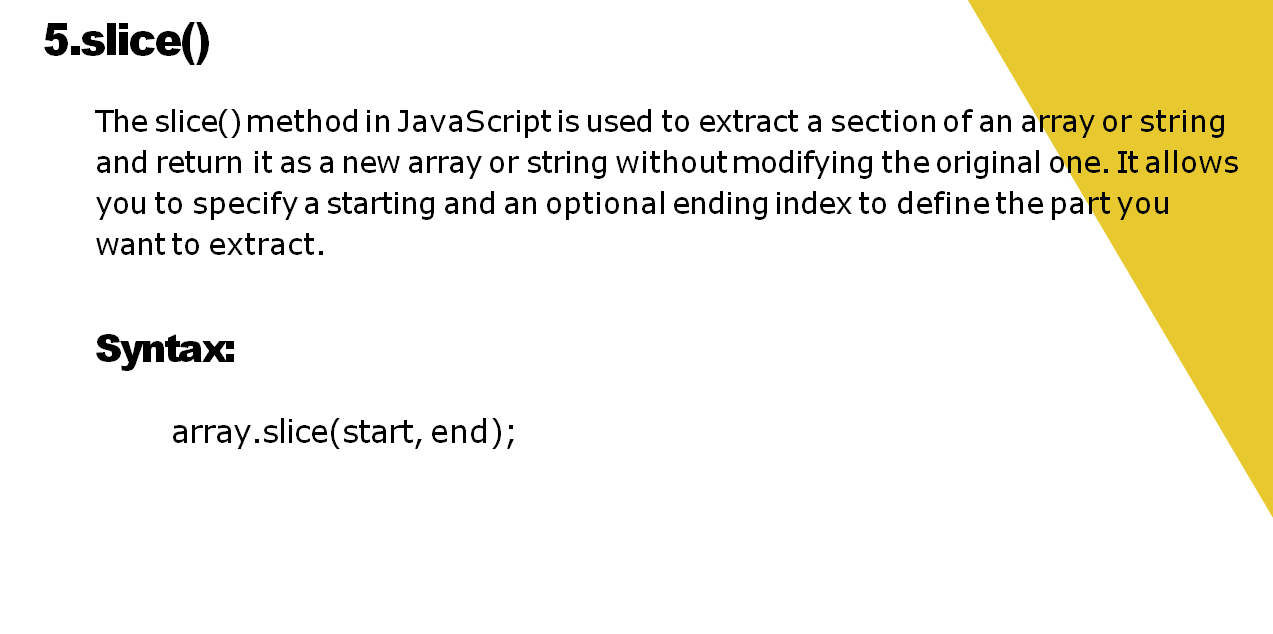 5.slice()
The slice() method in JavaScript is used to extract a section of an array or string
and return it as a new array or string without modifying the original one. It allows
you to specify a starting and an optional ending index to define the part you
want to extract.
Syntax:
array.slice(start, end);